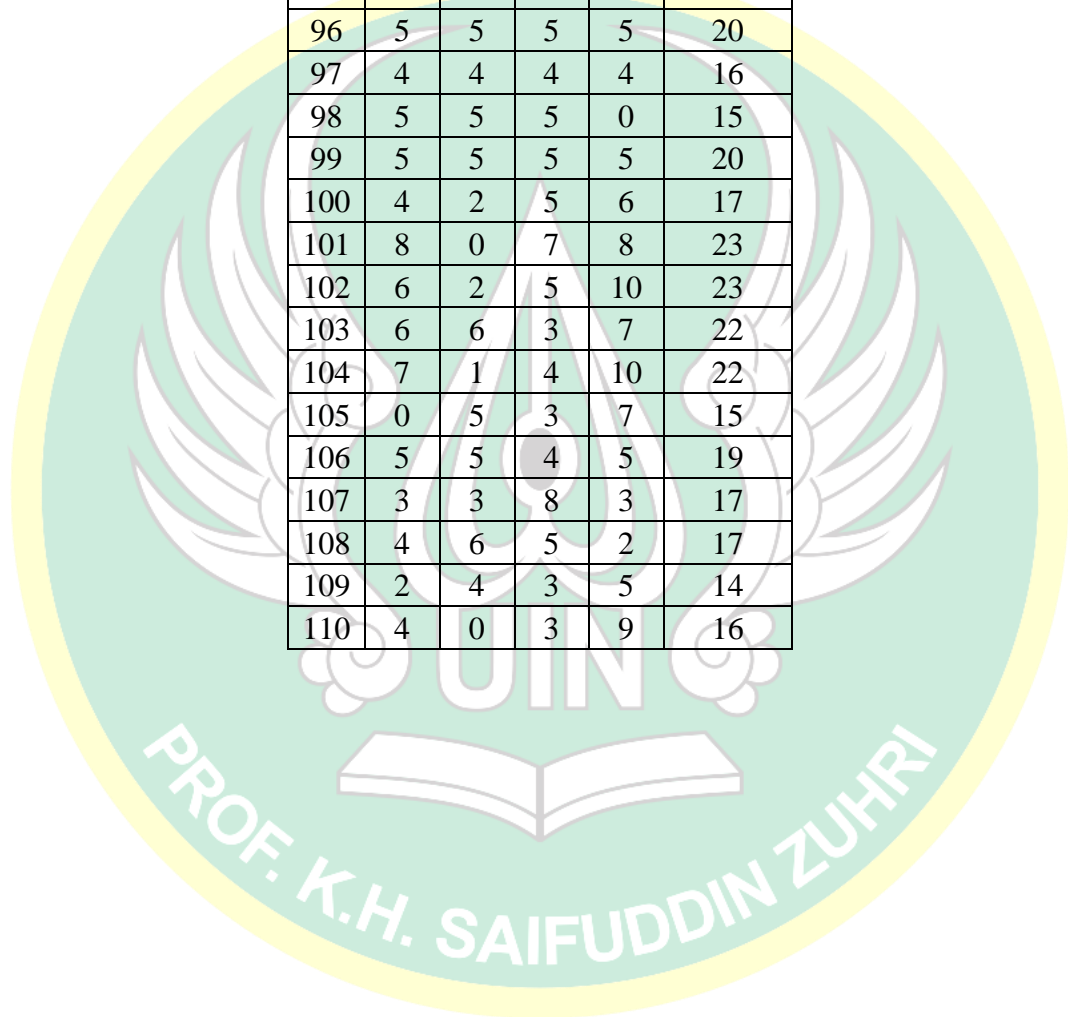 96 5 5 5 5 20
97 4 4 4 4 16
98 5 5 5 0 15
99 5 5 5 5 20
100 4 2 5 6 17
101 8 0 7 8 23
102 6 2 5 10 23
103 6 6 3 7 22
104 7 1 4 10 22
105 0 5 3 7 15
106 5 5 4 5 19
107 3 3 8 3 17
108 4 6 5 2 17
109 2 4 3 5 14
110 4 0 3 9 16
UIN
PROF. K.H. SAIFUDDIN ZUHRI